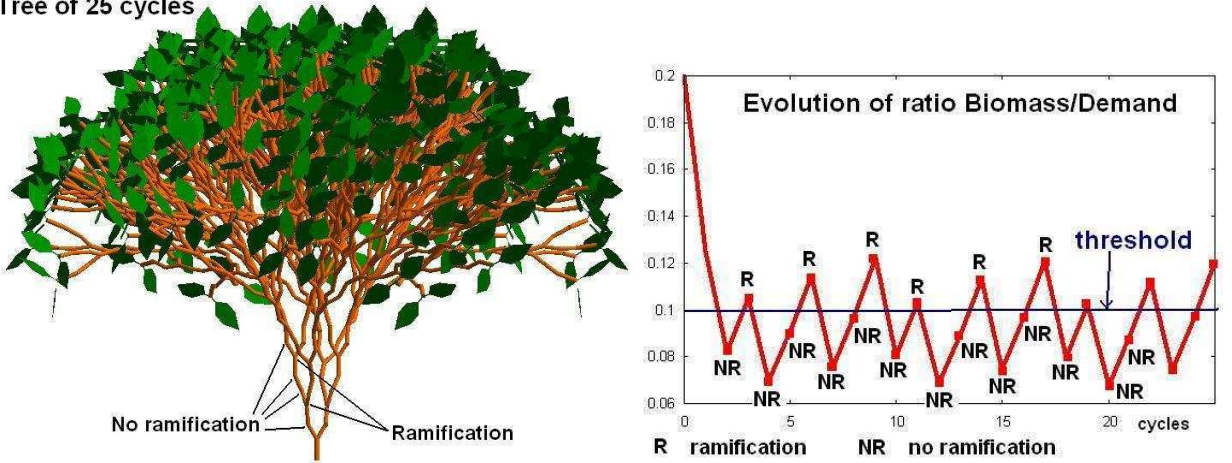 Tree of 25 cycles
No ramification
Ramification
Evolution of ratio Biomass/Demand
0.2
0.18
0.16
0.14
0.12
0.1
0.08
0.06
threshold
R
R
R
R
R
R
NR
NR
NR
NR
NR
NR
NR
NR
NR
NR
NR
NR
NR
0 5 10 15 20 cycles
R ramification NR no ramification